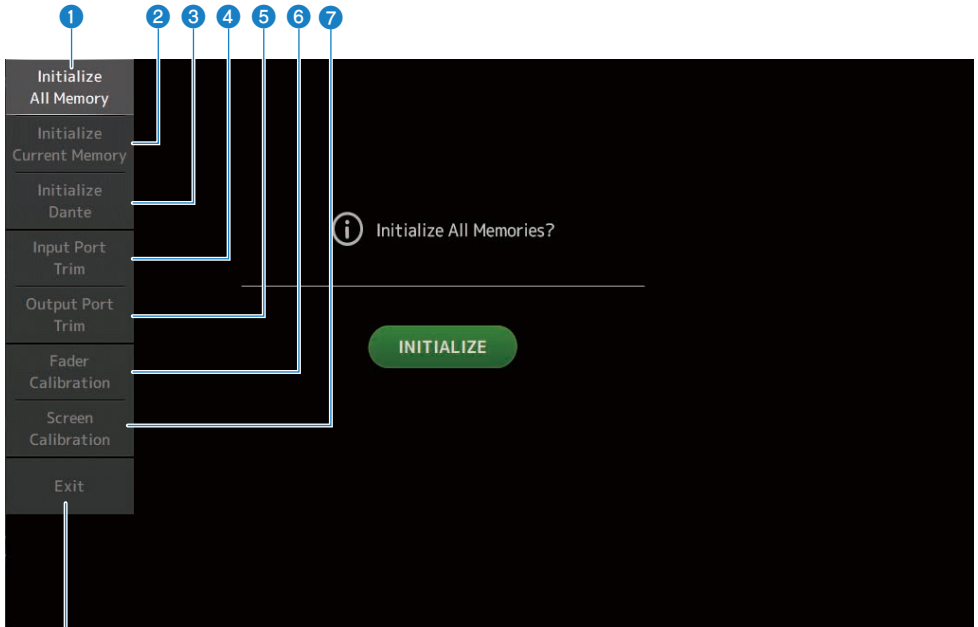 1 2 3 4 5 6 7
Initialize
All Memory
Initialize
Current Memory
Initialize
Dante
Input Port
Trim
Output Port
Trim
Fader
Calibration
Screen
Calibration
Exit
i Initialize All Memories?
INITIALIZE